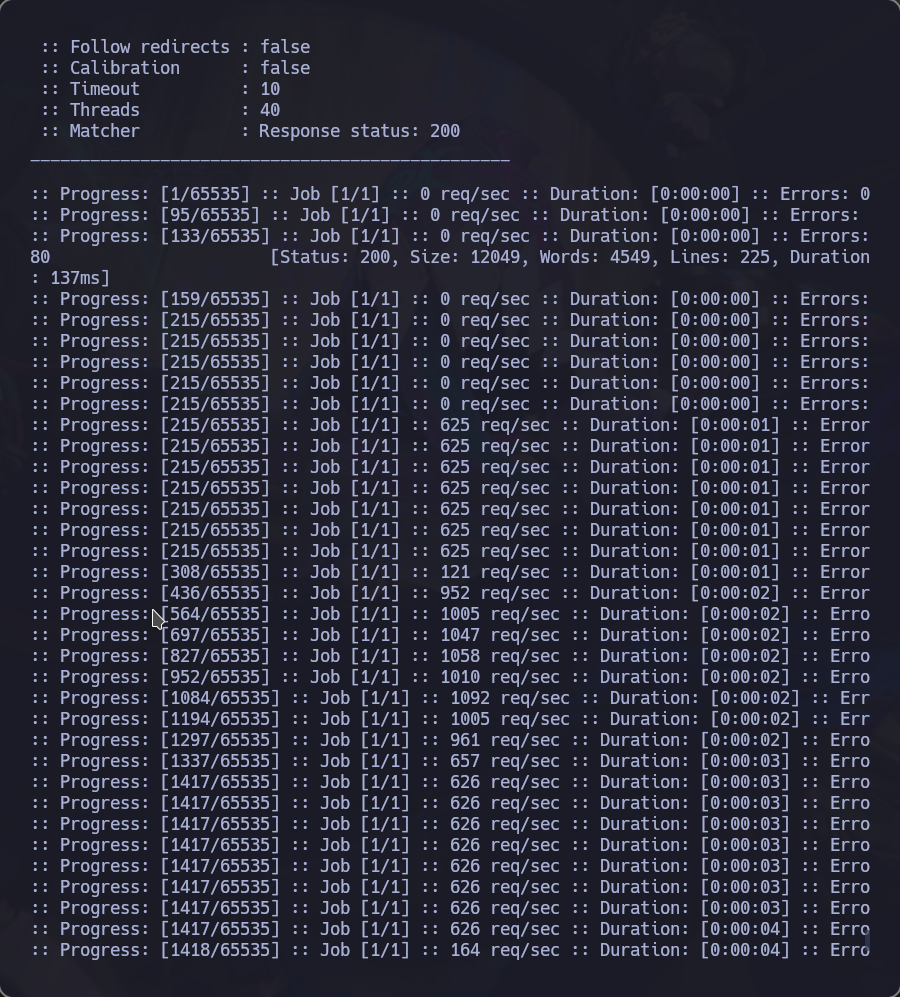 :: Follow redirects : false
:: Calibration      : false
:: Timeout          : 10
:: Threads          : 40
:: Matcher          : Response status: 200
________________________________________________
:: Progress: [1/65535] :: Job [1/1] :: 0 req/sec :: Duration: [0:00:00] :: Errors: 0
:: Progress: [95/65535] :: Job [1/1] :: 0 req/sec :: Duration: [0:00:00] :: Errors:
:: Progress: [133/65535] :: Job [1/1] :: 0 req/sec :: Duration: [0:00:00] :: Errors:
80                      [Status: 200, Size: 12049, Words: 4549, Lines: 225, Duration
: 137ms]
:: Progress: [159/65535] :: Job [1/1] :: 0 req/sec :: Duration: [0:00:00] :: Errors:
:: Progress: [215/65535] :: Job [1/1] :: 0 req/sec :: Duration: [0:00:00] :: Errors:
:: Progress: [215/65535] :: Job [1/1] :: 0 req/sec :: Duration: [0:00:00] :: Errors:
:: Progress: [215/65535] :: Job [1/1] :: 0 req/sec :: Duration: [0:00:00] :: Errors:
:: Progress: [215/65535] :: Job [1/1] :: 0 req/sec :: Duration: [0:00:00] :: Errors:
:: Progress: [215/65535] :: Job [1/1] :: 0 req/sec :: Duration: [0:00:00] :: Errors:
:: Progress: [215/65535] :: Job [1/1] :: 625 req/sec :: Duration: [0:00:01] :: Error
:: Progress: [215/65535] :: Job [1/1] :: 625 req/sec :: Duration: [0:00:01] :: Error
:: Progress: [215/65535] :: Job [1/1] :: 625 req/sec :: Duration: [0:00:01] :: Error
:: Progress: [215/65535] :: Job [1/1] :: 625 req/sec :: Duration: [0:00:01] :: Error
:: Progress: [215/65535] :: Job [1/1] :: 625 req/sec :: Duration: [0:00:01] :: Error
:: Progress: [215/65535] :: Job [1/1] :: 625 req/sec :: Duration: [0:00:01] :: Error
:: Progress: [215/65535] :: Job [1/1] :: 625 req/sec :: Duration: [0:00:01] :: Error
:: Progress: [308/65535] :: Job [1/1] :: 121 req/sec :: Duration: [0:00:01] :: Error
:: Progress: [436/65535] :: Job [1/1] :: 952 req/sec :: Duration: [0:00:02] :: Error
:: Progress: [564/65535] :: Job [1/1] :: 1005 req/sec :: Duration: [0:00:02] :: Erro
:: Progress: [697/65535] :: Job [1/1] :: 1047 req/sec :: Duration: [0:00:02] :: Erro
:: Progress: [827/65535] :: Job [1/1] :: 1058 req/sec :: Duration: [0:00:02] :: Erro
:: Progress: [952/65535] :: Job [1/1] :: 1010 req/sec :: Duration: [0:00:02] :: Erro
:: Progress: [1084/65535] :: Job [1/1] :: 1092 req/sec :: Duration: [0:00:02] :: Err
:: Progress: [1194/65535] :: Job [1/1] :: 1005 req/sec :: Duration: [0:00:02] :: Err
:: Progress: [1297/65535] :: Job [1/1] :: 961 req/sec :: Duration: [0:00:02] :: Erro
:: Progress: [1337/65535] :: Job [1/1] :: 657 req/sec :: Duration: [0:00:03] :: Erro
:: Progress: [1417/65535] :: Job [1/1] :: 626 req/sec :: Duration: [0:00:03] :: Erro
:: Progress: [1417/65535] :: Job [1/1] :: 626 req/sec :: Duration: [0:00:03] :: Erro
:: Progress: [1417/65535] :: Job [1/1] :: 626 req/sec :: Duration: [0:00:03] :: Erro
:: Progress: [1417/65535] :: Job [1/1] :: 626 req/sec :: Duration: [0:00:03] :: Erro
:: Progress: [1417/65535] :: Job [1/1] :: 626 req/sec :: Duration: [0:00:03] :: Erro
:: Progress: [1417/65535] :: Job [1/1] :: 626 req/sec :: Duration: [0:00:03] :: Erro
:: Progress: [1417/65535] :: Job [1/1] :: 626 req/sec :: Duration: [0:00:03] :: Erro
:: Progress: [1417/65535] :: Job [1/1] :: 626 req/sec :: Duration: [0:00:04] :: Erro
:: Progress: [1418/65535] :: Job [1/1] :: 164 req/sec :: Duration: [0:00:04] :: Erro